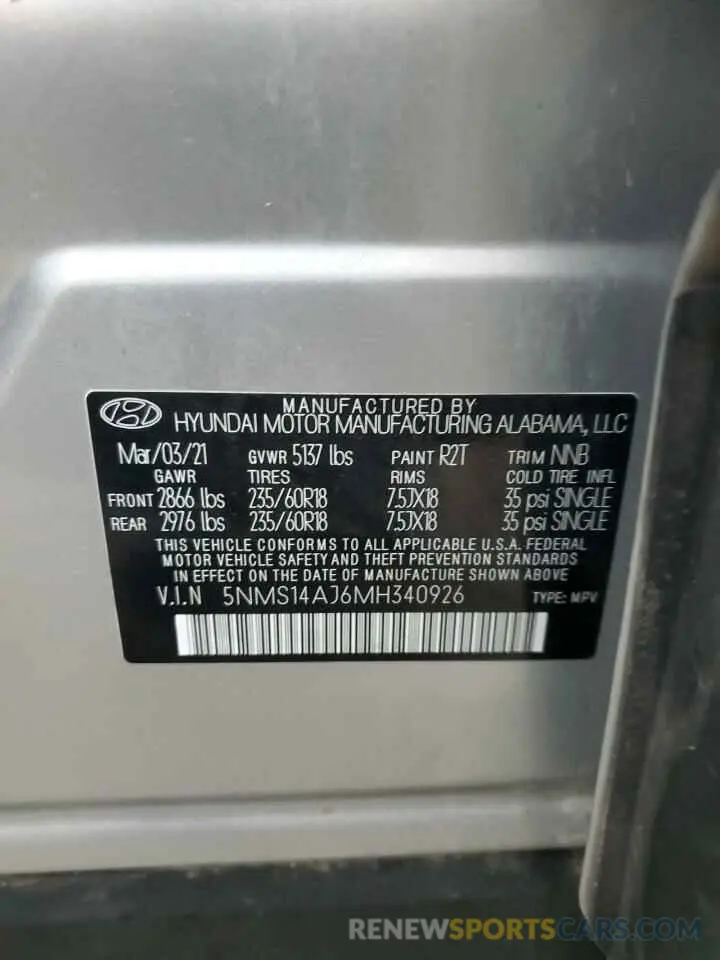 MANUFACTURED BY
HYUNDAI MOTOR MANUFACTURING ALABAMA, LLC
Mar/03/21 GVWR 5137 lbs PAINT R2T TRIM NNB
GAWR TIRES RIMS COLD TIRE INFL
FRONT 2866 lbs 235/60R18 7.5JX18 35 psi SINGLE
REAR 2976 lbs 235/60R18 7.5JX18 35 psi SINGLE
THIS VEHICLE CONFORMS TO ALL APPLICABLE U.S.A. FEDERAL
MOTOR VEHICLE SAFETY AND THEFT PREVENTION STANDARDS
IN EFFECT ON THE DATE OF MANUFACTURE SHOWN ABOVE
V.I.N 5NMS14AJ6MH340926 TYPE: MPV
RENEWSPORTSCARS.COM